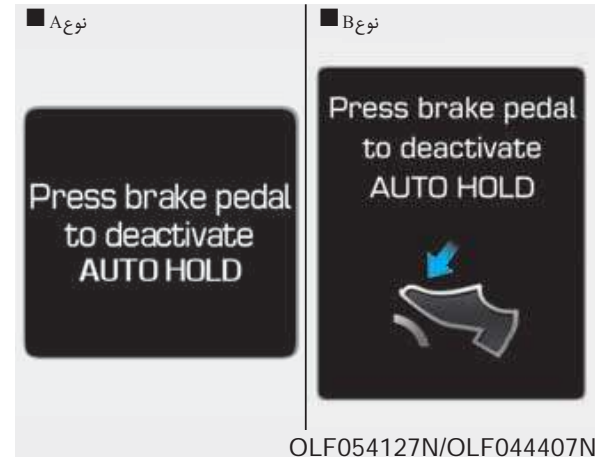 ■ نوعA
Press brake pedal
to deactivate
AUTO HOLD
■ نوعB
Press brake pedal
to deactivate
AUTO HOLD
OLF054127N/OLF044407N